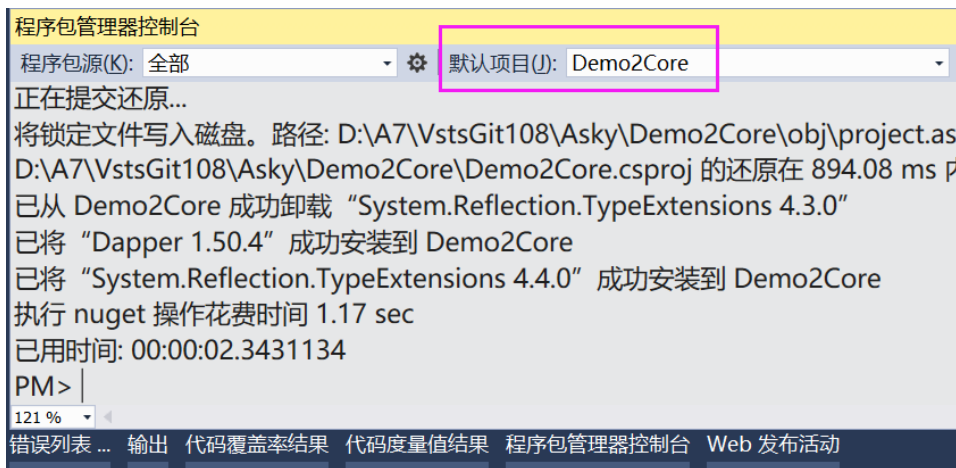 程序包管理器控制台
程序包源(K): 全部 默认项目(J): Demo2Core
正在提交还原...
将锁定文件写入磁盘。路径: D:\A7\VstsGit108\Asky\Demo2Core\obj\project.as
D:\A7\VstsGit108\Asky\Demo2Core\Demo2Core.csproj 的还原在 894.08 ms
已从 Demo2Core 成功卸载“System.Reflection.TypeExtensions 4.3.0”
已将“Dapper 1.50.4”成功安装到 Demo2Core
已将“System.Reflection.TypeExtensions 4.4.0”成功安装到 Demo2Core
执行 nuget 操作花费时间 1.17 sec
已用时间: 00:00:02.3431134
PM>
121 %
错误列表 ... 输出 代码覆盖率结果 代码度量值结果 程序包管理器控制台 Web 发布活动